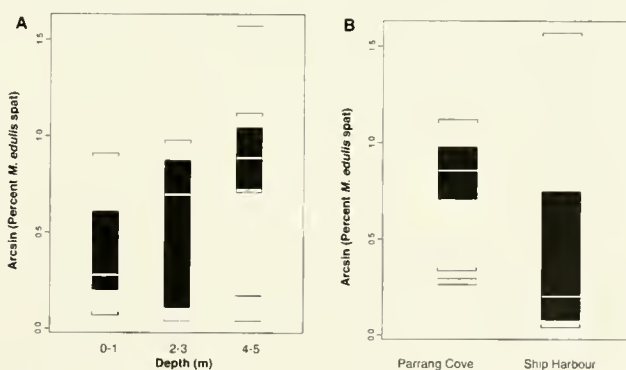 A
Arcsin (Percent M. edulis spat)
1.5
1.0
0.5
0.0
0-1
2-3
4-5
Depth (m)
B
Arcsin (Percent M. edulis spat)
1.5
1.0
0.5
0.0
Parrang Cove
Ship Harbour